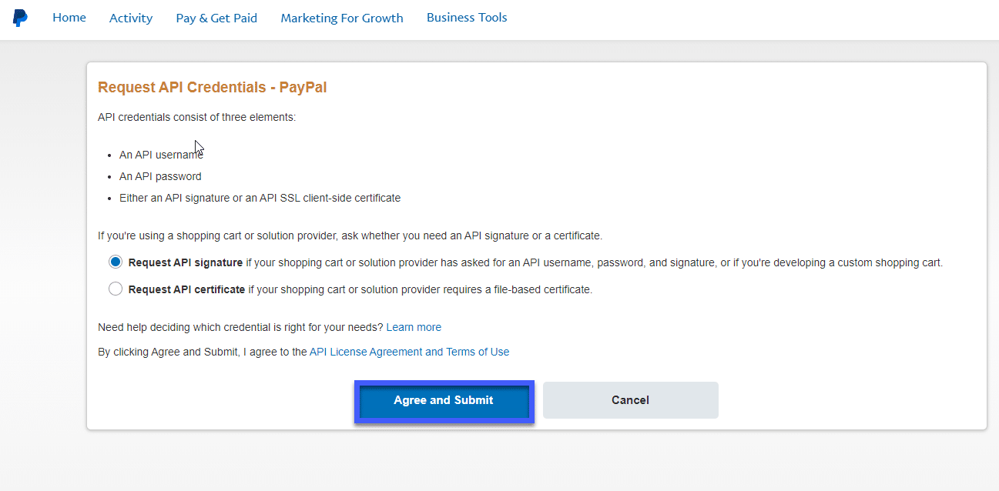 Home Activity Pay & Get Paid Marketing For Growth Business Tools
Request API Credentials - PayPal
API credentials consist of three elements:
• An API username
• An API password
• Either an API signature or an API SSL client-side certificate
If you're using a shopping cart or solution provider, ask whether you need an API signature or a certificate.
Request API signature if your shopping cart or solution provider has asked for an API username, password, and signature, or if you're developing a custom shopping cart.
Request API certificate if your shopping cart or solution provider requires a file-based certificate.
Need help deciding which credential is right for your needs? Learn more
By clicking Agree and Submit, I agree to the API License Agreement and Terms of Use
Agree and Submit Cancel